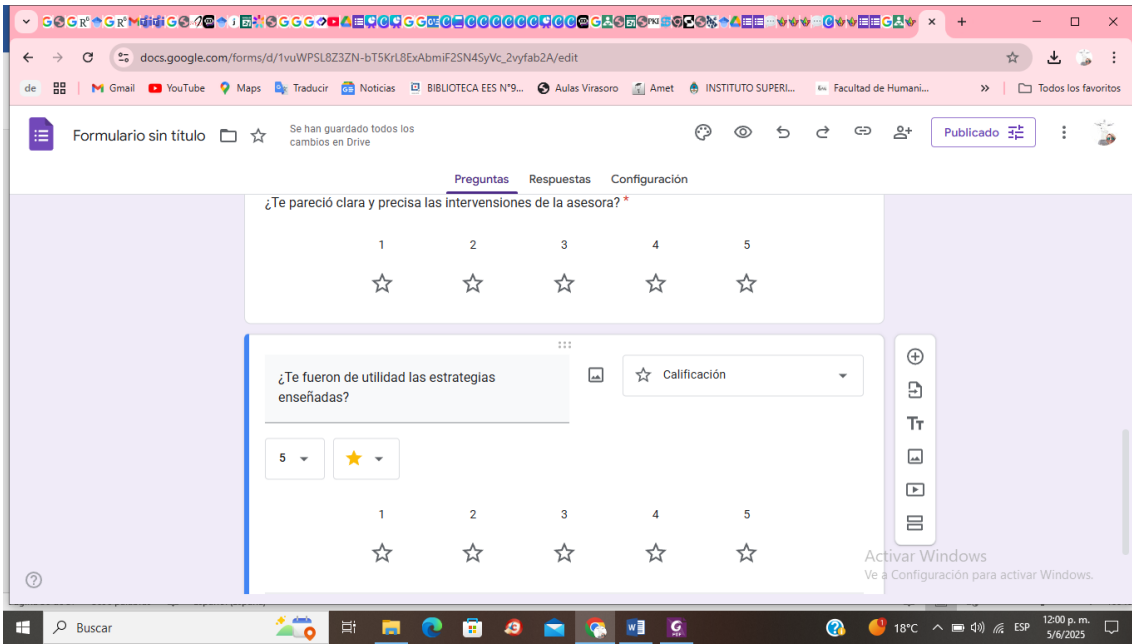 docs.google.com/forms/d/1vuWPSL8Z3ZN-bT5KrL8ExAbmiF2SN4SyVc_2vyfab2A/edit
de
Gmail
YouTube
Maps
Traducir
Noticias
BIBLIOTECA EES N°9...
Aulas Virasoro
Amet
INSTITUTO SUPERI...
Facultad de Humani...
»
Todos los favoritos
Formulario sin título
Se han guardado todos los
cambios en Drive
Publicado
Preguntas Respuestas Configuración
¿Te pareció clara y precisa las intervenciones de la asesora? *
1 2 3 4 5
¿Te fueron de utilidad las estrategias
enseñadas?
Calificación
Tт
5
1 2 3 4 5
Activar Windows
Ve a Configuración para activar Windows.
Buscar
18°C
ESP
12:00 p. m.
5/6/2025